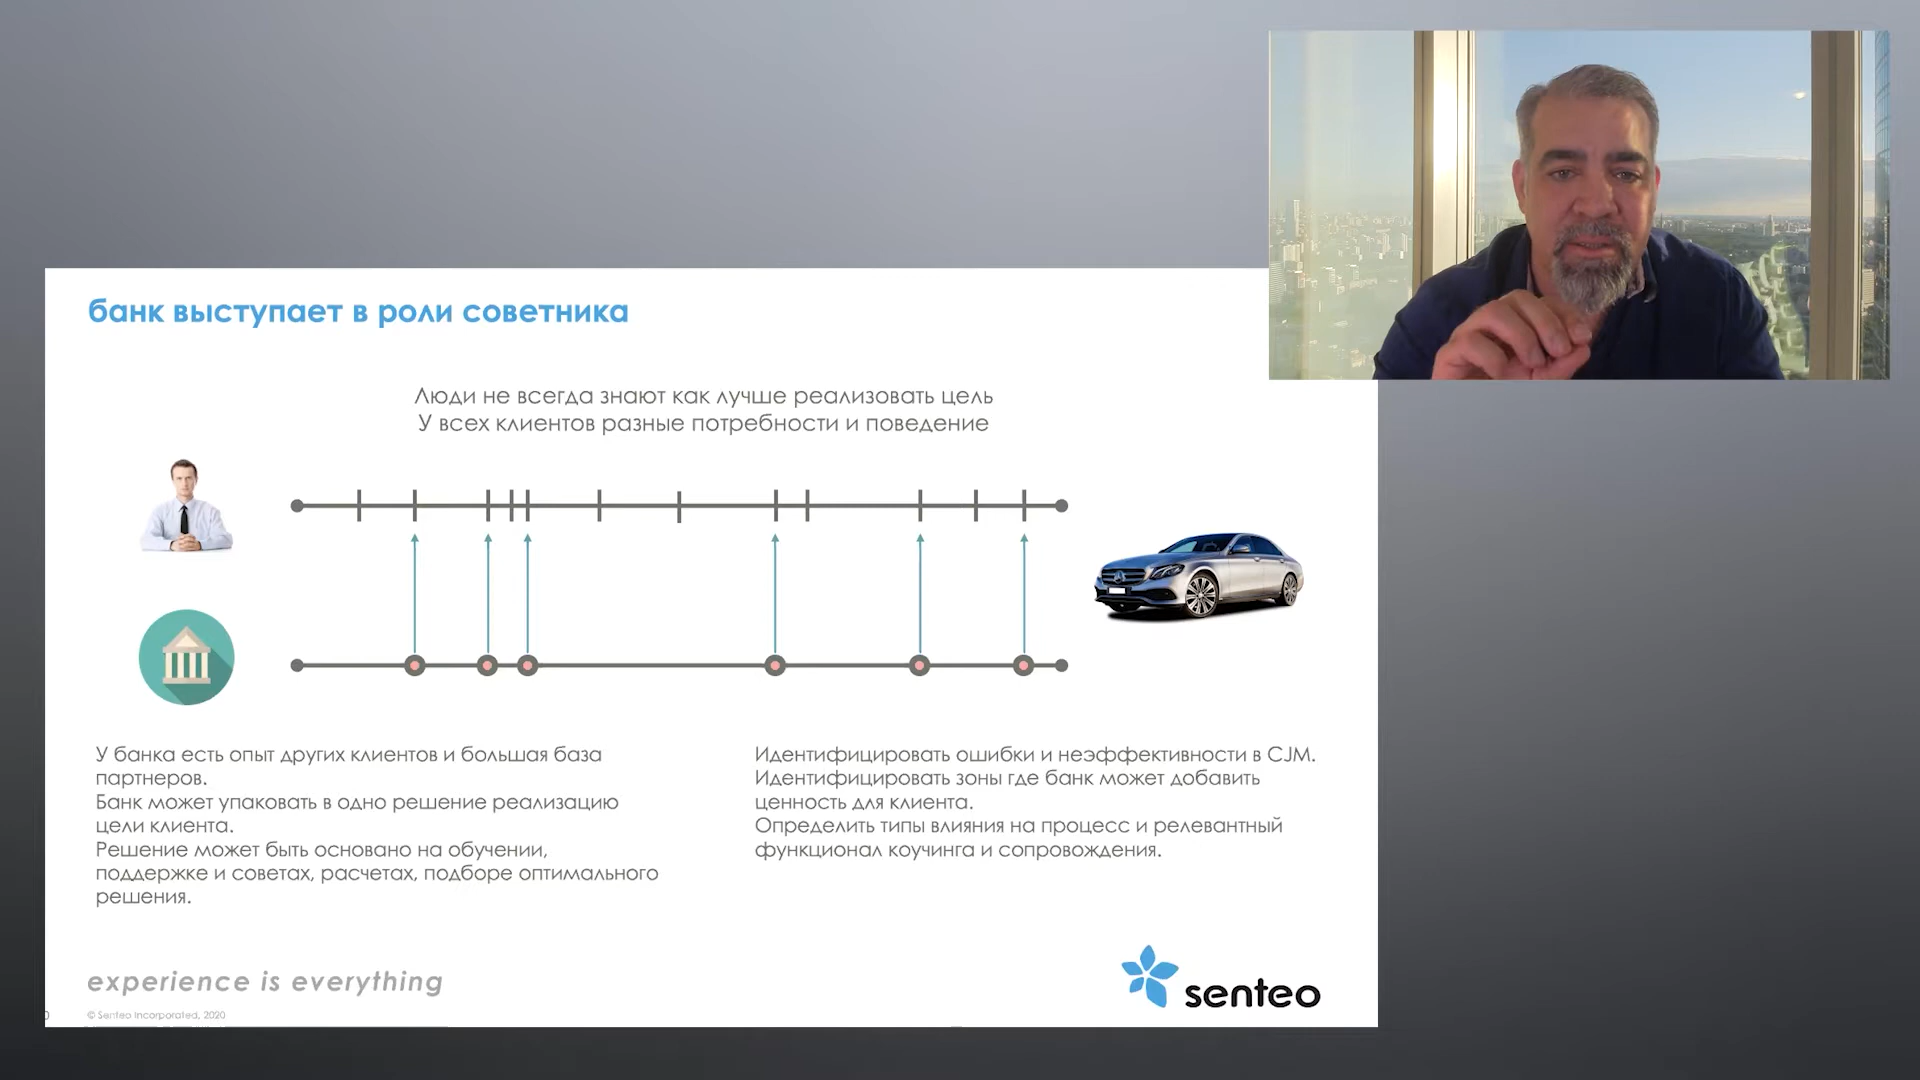 банк выступает в роли советника
Люди не всегда знают как лучше реализовать цель
У всех клиентов разные потребности и поведение
У банка есть опыт других клиентов и большая база
партнеров.
Банк может упаковать в одно решение реализацию
цели клиента.
Решение может быть основано на обучении,
поддержке и советах, расчетах, подборе оптимального
решения.
Идентифицировать ошибки и неэффективности в CJM.
Идентифицировать зоны где банк может добавить
ценность для клиента.
Определить типы влияния на процесс и релевантный
функционал коучинга и сопровождения.
experience is everything
senteo
0
© Senteo Incorporated, 2020